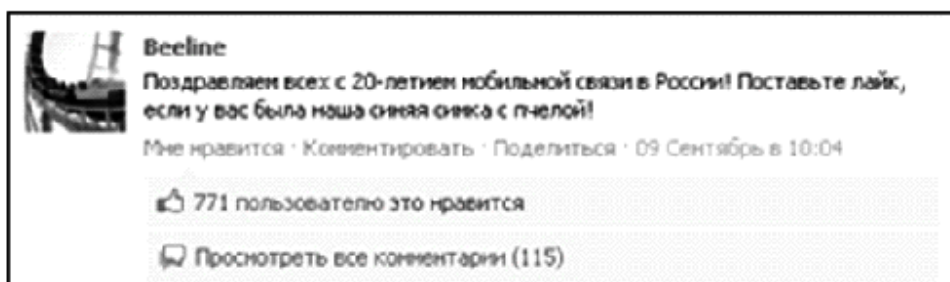 Beeline
Поздравляем всех с 20-летием мобильной связи в России! Поставьте лайк,
если у вас была наша синяя симка с пчелой!
Мне нравится · Комментировать · Поделиться · 09 Сентябрь в 10:04
771 пользователю это нравится
Просмотреть все комментарии (115)